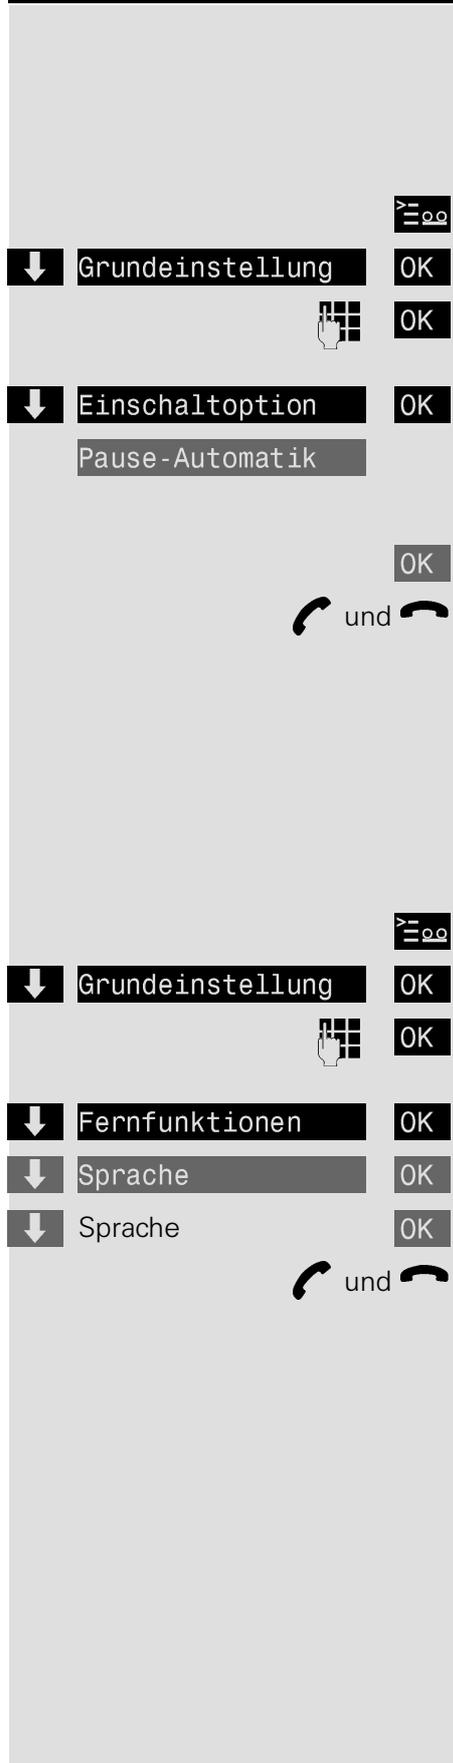 Grundeinstellung OK
OK
Einschaltoption OK
Pause-Automatik
OK
und
Grundeinstellung OK
OK
Fernfunktionen OK
Sprache OK
Sprache OK
und